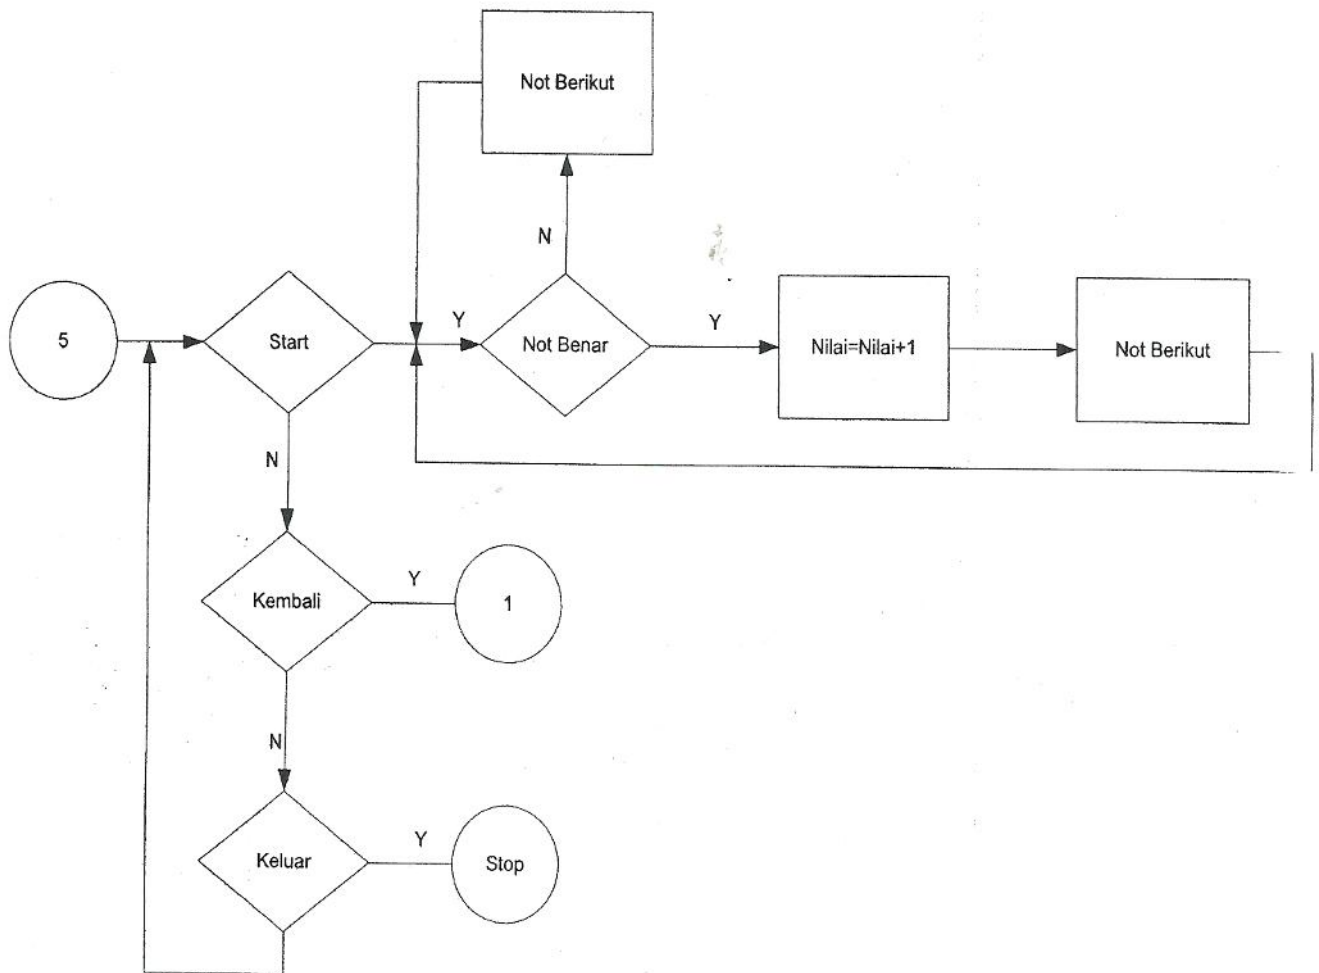 Not Berikut
N
5
Start
Y
Not Benar
Y
Nilai=Nilai+1
Not Berikut
N
Kembali
Y
1
N
Keluar
Y
Stop